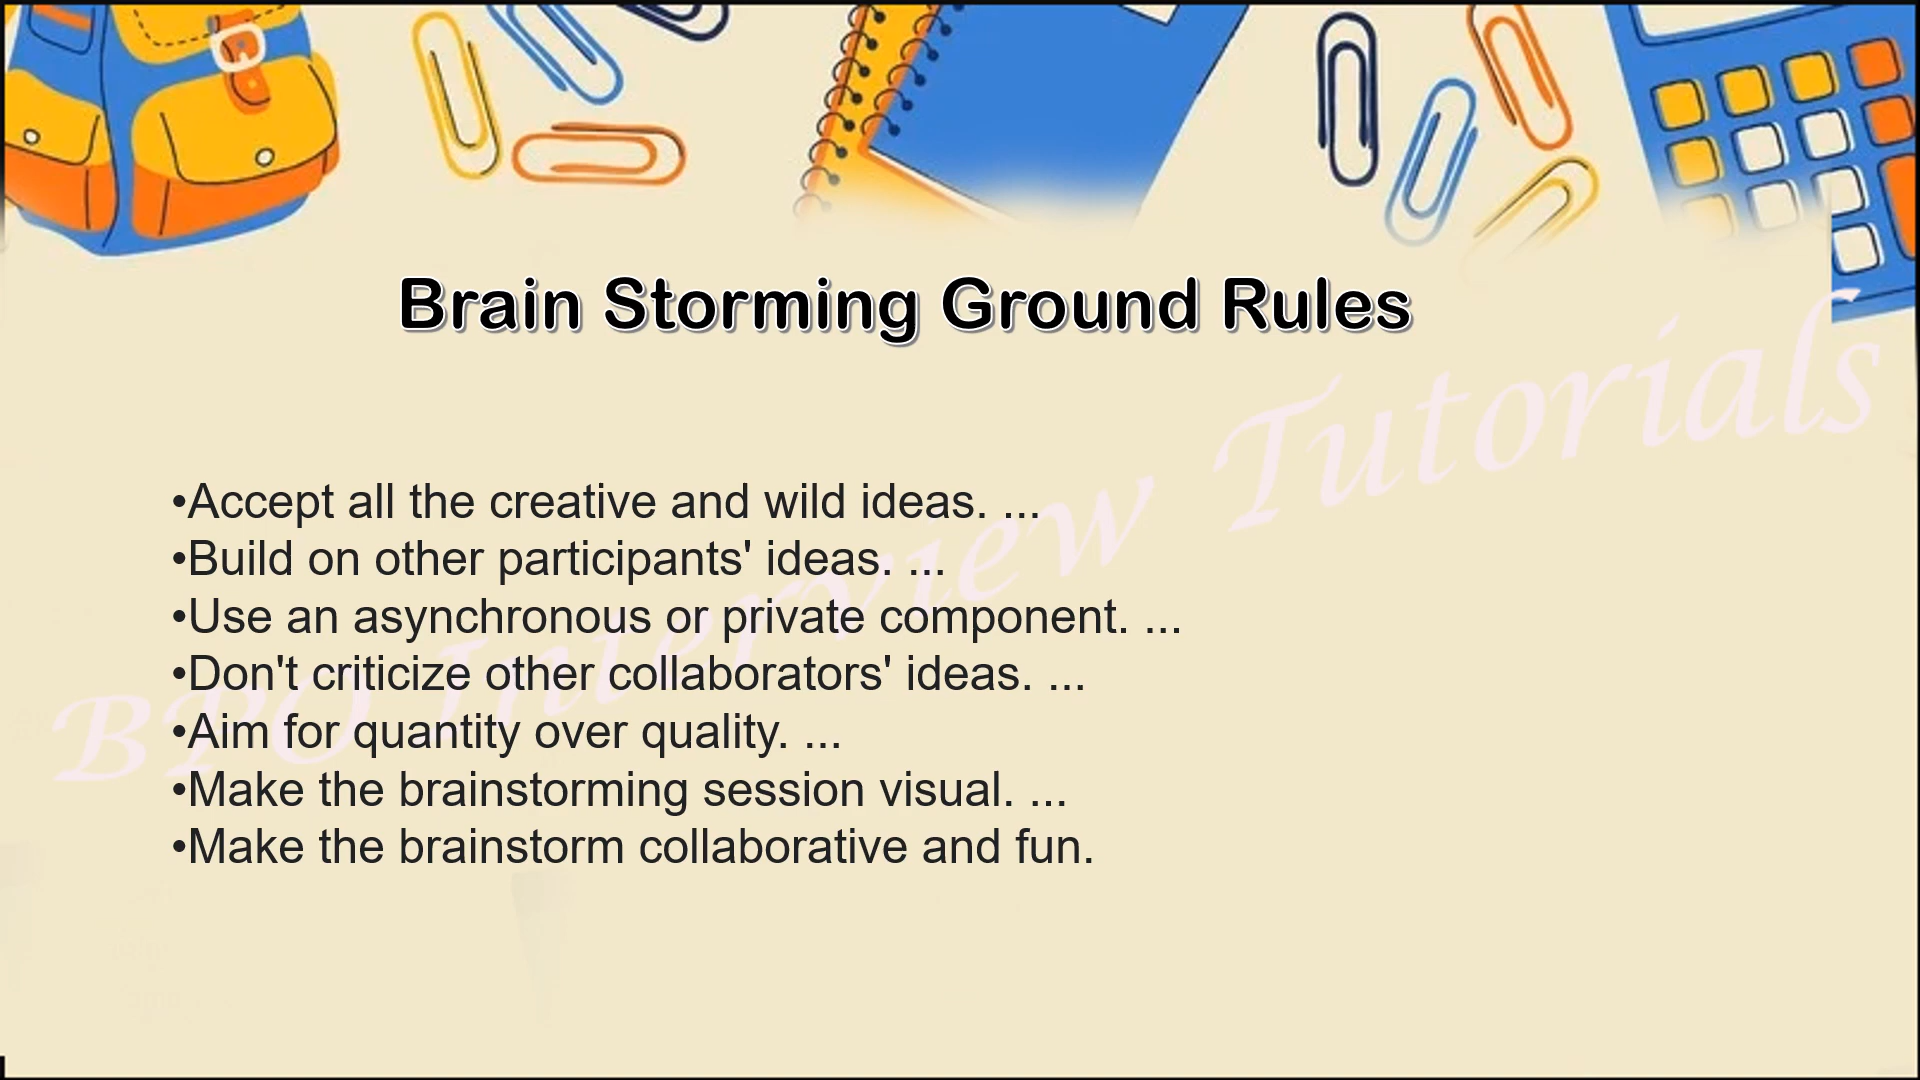 Brain Storming Ground Rules
•Accept all the creative and wild ideas. ...
•Build on other participants' ideas. ...
•Use an asynchronous or private component. ...
•Don't criticize other collaborators' ideas. ...
•Aim for quantity over quality. ...
•Make the brainstorming session visual. ...
•Make the brainstorm collaborative and fun.
BPO Interview Tutorials